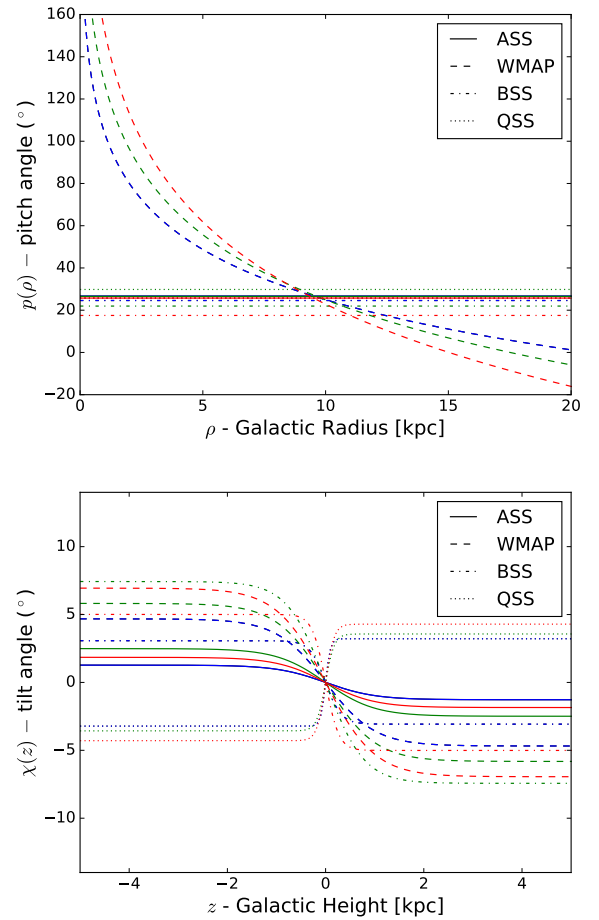 160
140
120
100
80
60
40
20
0
−20
p(ρ) − pitch angle (°)
ASS
WMAP
BSS
QSS
0 5 10 15 20
ρ - Galactic Radius [kpc]
10
5
0
−5
−10
χ(z) − tilt angle (°)
ASS
WMAP
BSS
QSS
−4 −2 0 2 4
z - Galactic Height [kpc]